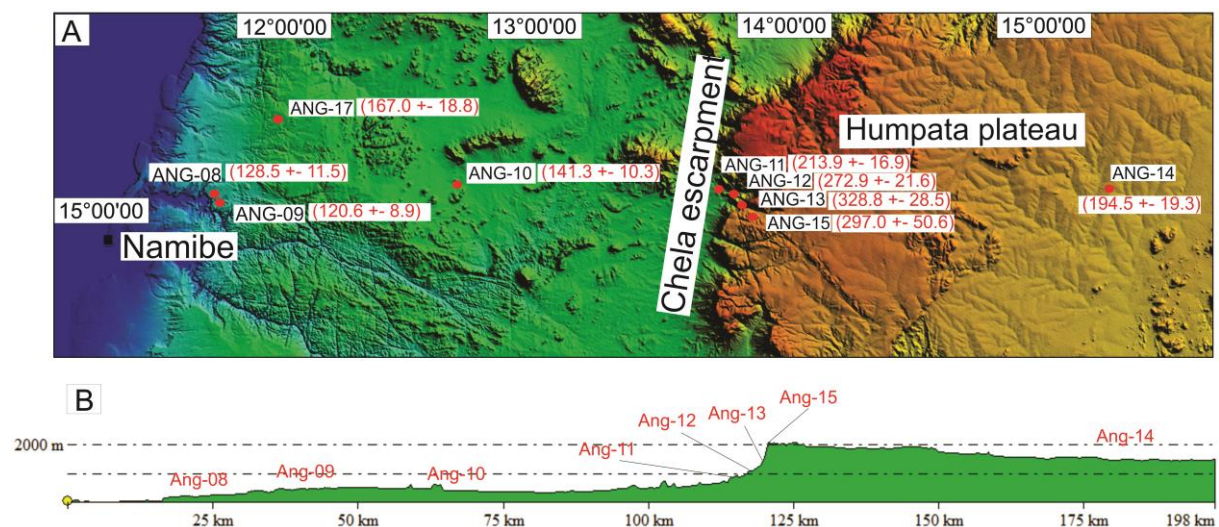 A
12°00'00
13°00'00
14°00'00
15°00'00
ANG-17 (167.0 +- 18.8)
ANG-08 (128.5 +- 11.5)
ANG-09 (120.6 +- 8.9)
ANG-10 (141.3 +- 10.3)
15°00'00
Namibe
Chela escarpment
Humpata plateau
ANG-11 (213.9 +- 16.9)
ANG-12 (272.9 +- 21.6)
ANG-13 (328.8 +- 28.5)
ANG-15 (297.0 +- 50.6)
ANG-14
(194.5 +- 19.3)
B
2000 m
Ang-08
Ang-09
Ang-10
Ang-11
Ang-12
Ang-13
Ang-15
Ang-14
25 km
50 km
75 km
100 km
125 km
150 km
175 km
198 km